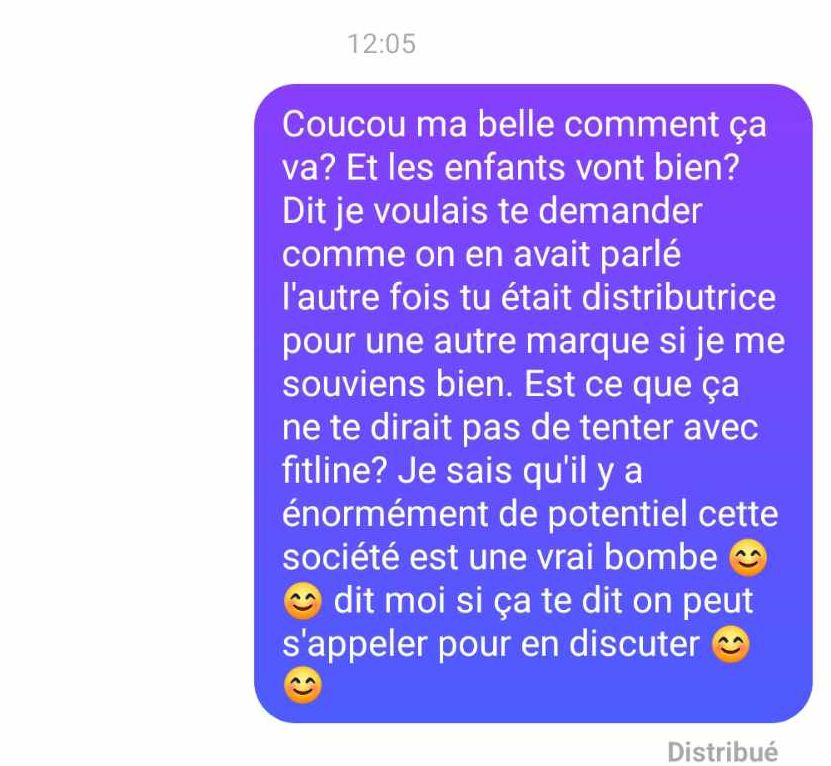 12:05
Coucou ma belle comment ça
va? Et les enfants vont bien?
Dit je voulais te demander
comme on en avait parlé
l'autre fois tu était distributrice
pour une autre marque si je me
souviens bien. Est ce que ça
ne te dirait pas de tenter avec
fitline? Je sais qu'il y a
énormément de potentiel cette
société est une vrai bombe 😊
😊 dit moi si ça te dit on peut
s'appeler pour en discuter 😊
😊
Distribué